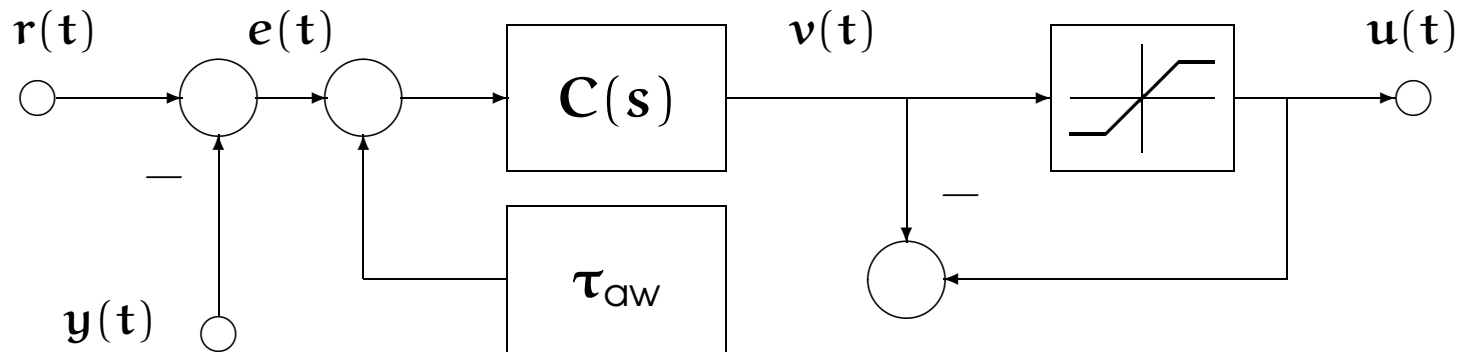 r(t)
e(t)
C(s)
v(t)
u(t)
−
−
y(t)
τaw